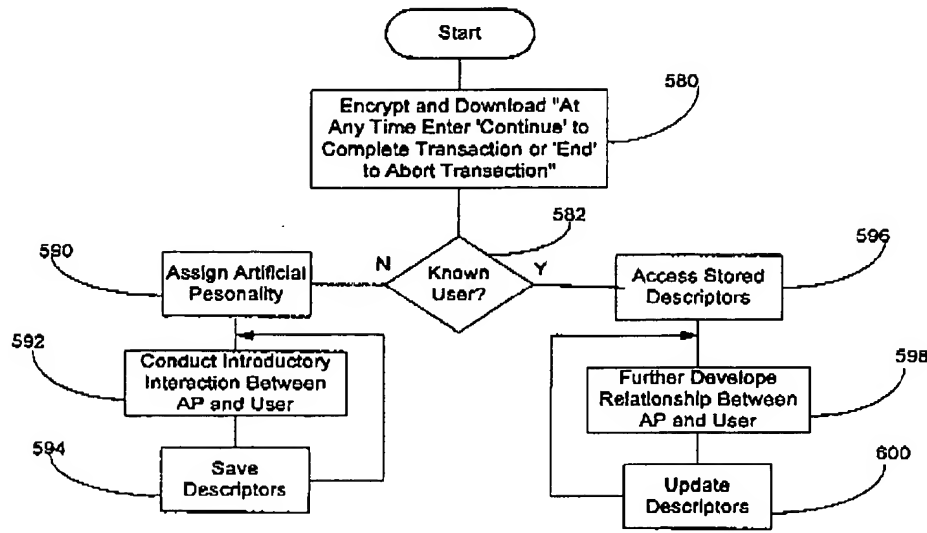 Start
580
Encrypt and Download "At
Any Time Enter 'Continue' to
Complete Transaction or 'End'
to Abort Transaction"
582
590
596
Assign Artificial
Pesonality
N
Known
User?
Y
Access Stored
Descriptors
592
Conduct Introductory
Interaction Between
AP and User
598
Further Develope
Relationship Between
AP and User
594
Save
Descriptors
600
Update
Descriptors